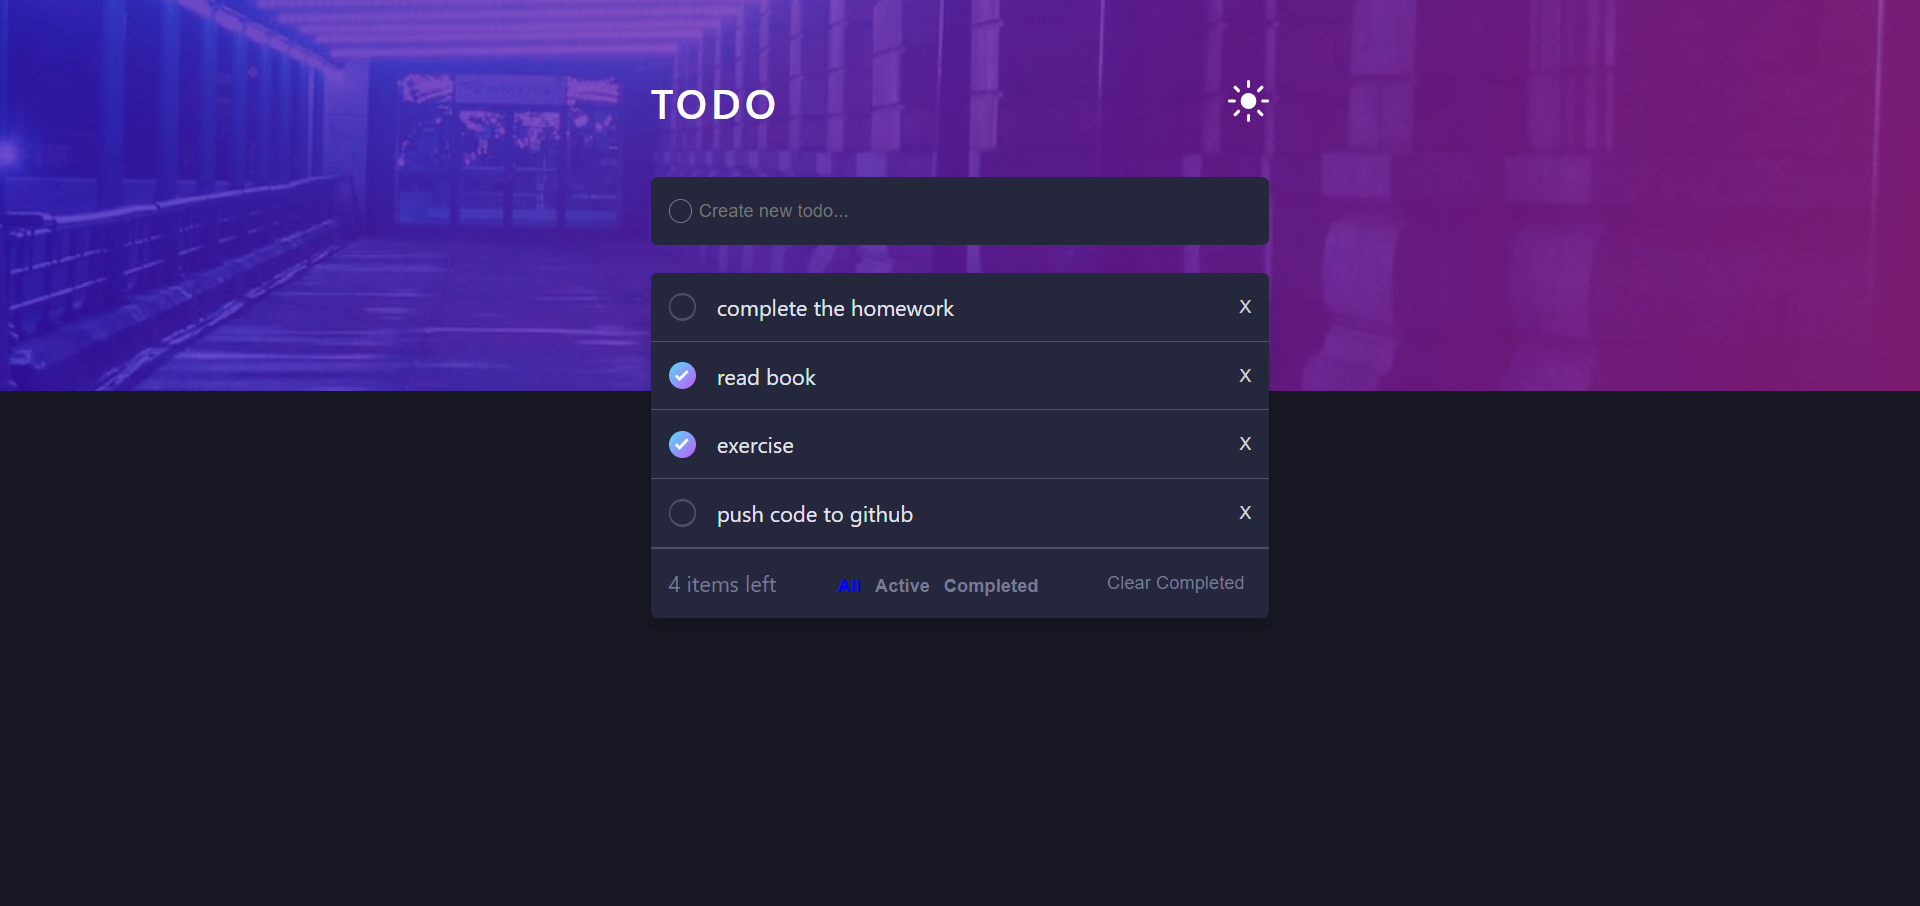 TODO
Create new todo...
complete the homework X
read book X
exercise X
push code to github X
4 items left All Active Completed Clear Completed